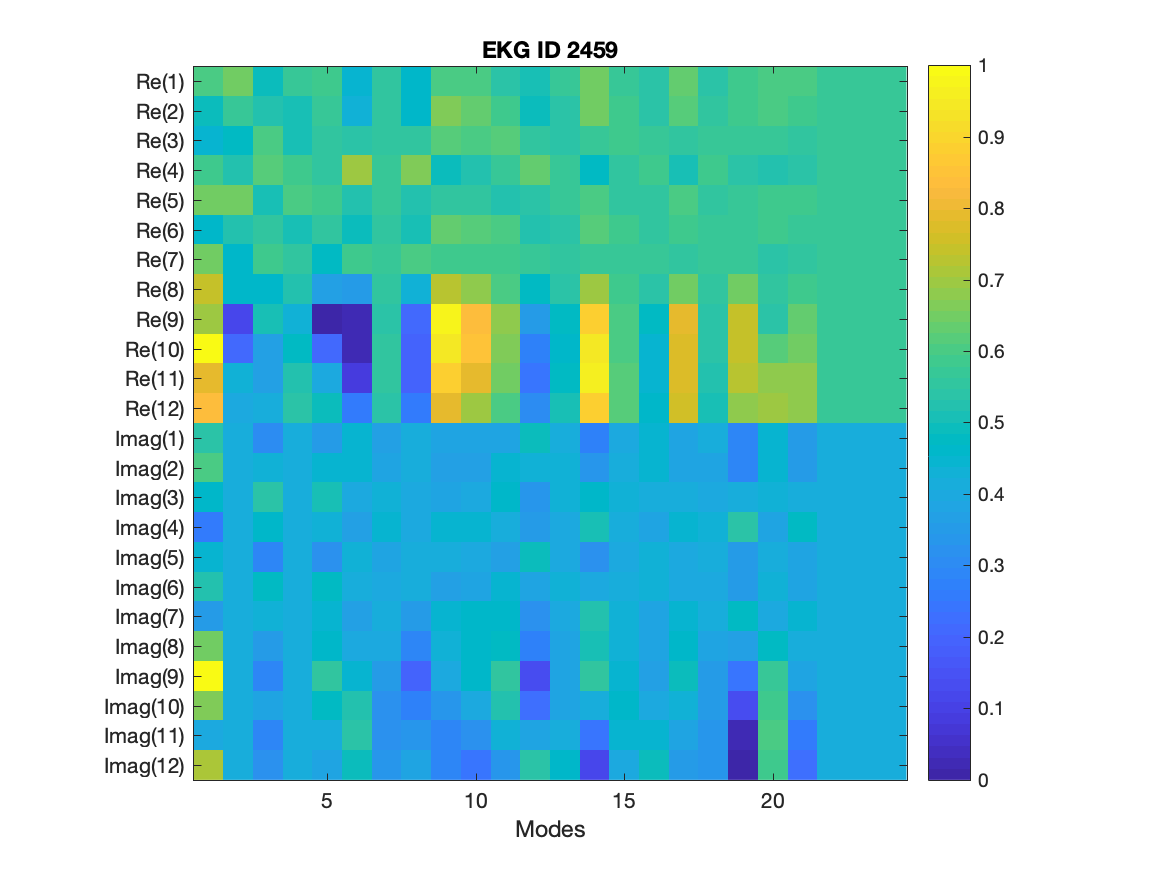 EKG ID 2459
Re(1)
Re(2)
Re(3)
Re(4)
Re(5)
Re(6)
Re(7)
Re(8)
Re(9)
Re(10)
Re(11)
Re(12)
Imag(1)
Imag(2)
Imag(3)
Imag(4)
Imag(5)
Imag(6)
Imag(7)
Imag(8)
Imag(9)
Imag(10)
Imag(11)
Imag(12)
5 10 15 20
Modes
1
0.9
0.8
0.7
0.6
0.5
0.4
0.3
0.2
0.1
0